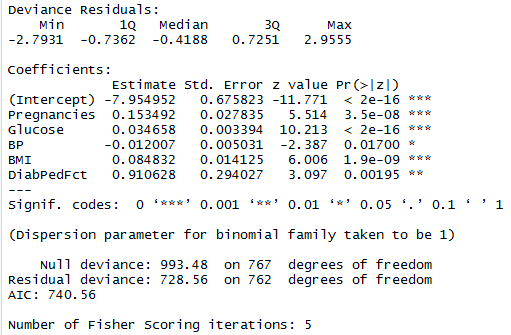 Deviance Residuals:
    Min       1Q   Median       3Q      Max
-2.7931  -0.7362  -0.4188   0.7251   2.9555

Coefficients:
             Estimate Std. Error z value Pr(>|z|)
(Intercept) -7.954952   0.675823 -11.771  < 2e-16 ***
Pregnancies  0.153492   0.027835   5.514  3.5e-08 ***
Glucose      0.034658   0.003394  10.213  < 2e-16 ***
BP          -0.012007   0.005031  -2.387  0.01700 *
BMI          0.084832   0.014125   6.006  1.9e-09 ***
DiabPedFct   0.910628   0.294027   3.097  0.00195 **
---
Signif. codes:  0 ‘***’ 0.001 ‘**’ 0.01 ‘*’ 0.05 ‘.’ 0.1 ‘ ’ 1

(Dispersion parameter for binomial family taken to be 1)

    Null deviance: 993.48  on 767  degrees of freedom
Residual deviance: 728.56  on 762  degrees of freedom
AIC: 740.56

Number of Fisher Scoring iterations: 5